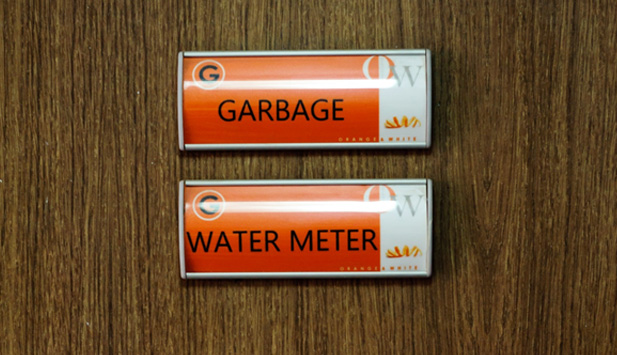 G
OW
GARBAGE
ORANGE & WHITE
G
OW
WATER METER
ORANGE & WHITE